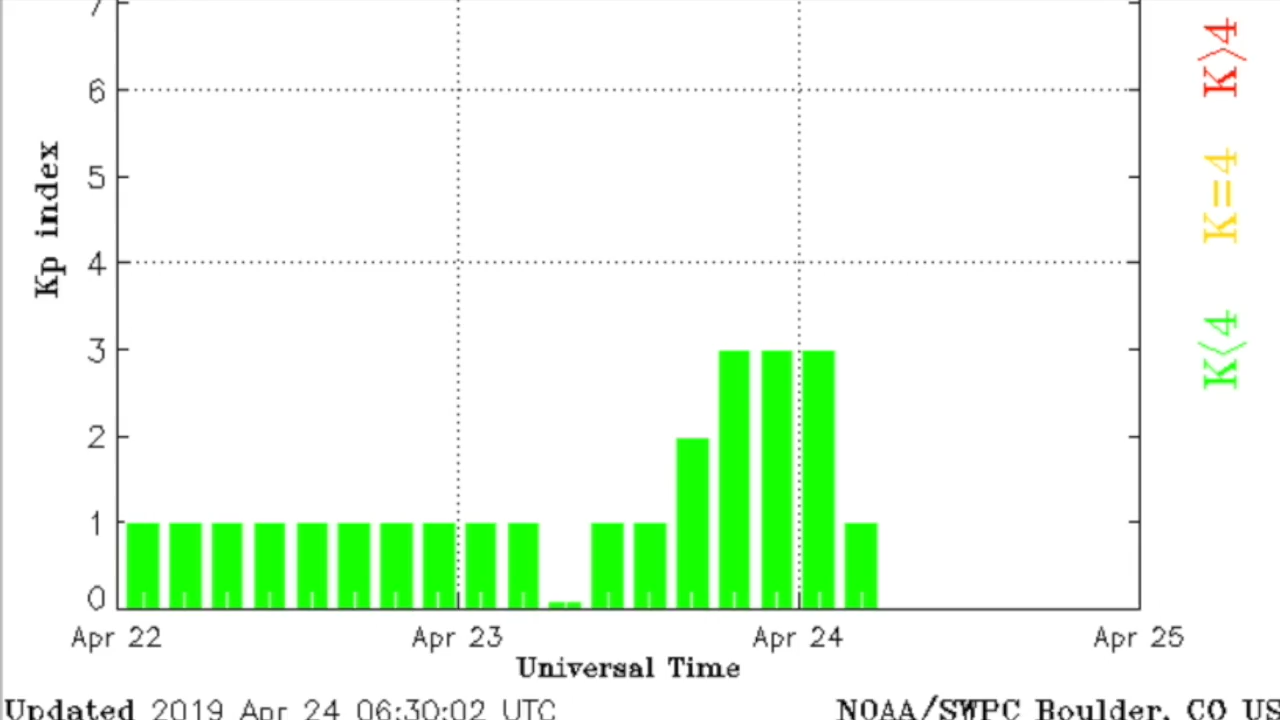 7
6
5
4
3
2
1
0
Kp index
Apr 22 Apr 23 Apr 24 Apr 25
Universal Time
Updated 2019 Apr 24 06:30:02 UTC
NOAA/SWPC Boulder, CO US
K>4
K=4
K<4